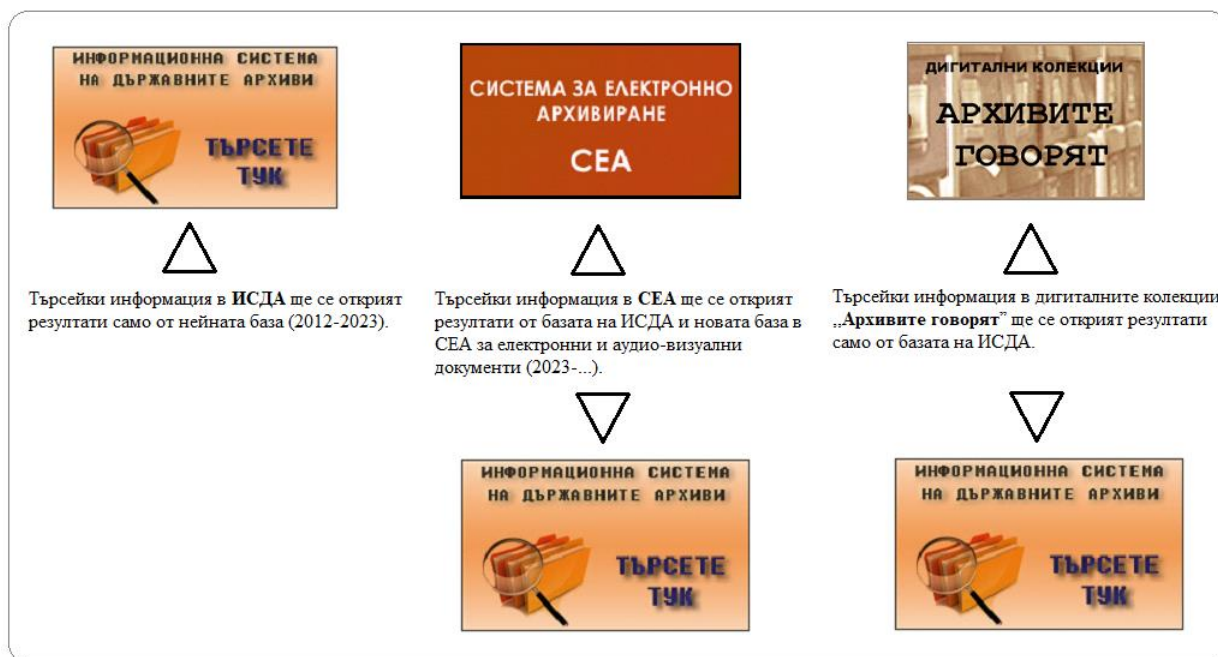 ИНФОРМАЦИОННА СИСТЕМА
НА ДЪРЖАВНИТЕ АРХИВИ
ТЪРСЕТЕ
ТУК
Търсейки информация в ИСДА ще се открият
резултати само от нейната база (2012-2023).
СИСТЕМА ЗА ЕЛЕКТРОННО
АРХИВИРАНЕ
СЕА
Търсейки информация в СЕА ще се открият
резултати от базата на ИСДА и новата база в
СЕА за електронни и аудио-визуални
документи (2023-...).
ИНФОРМАЦИОННА СИСТЕМА
НА ДЪРЖАВНИТЕ АРХИВИ
ТЪРСЕТЕ
ТУК
ДИГИТАЛНИ КОЛЕКЦИИ
АРХИВИТЕ
ГОВОРЯТ
Търсейки информация в дигиталните колекции
„Архивите говорят” ще се открият резултати
само от базата на ИСДА.
ИНФОРМАЦИОННА СИСТЕМА
НА ДЪРЖАВНИТЕ АРХИВИ
ТЪРСЕТЕ
ТУК